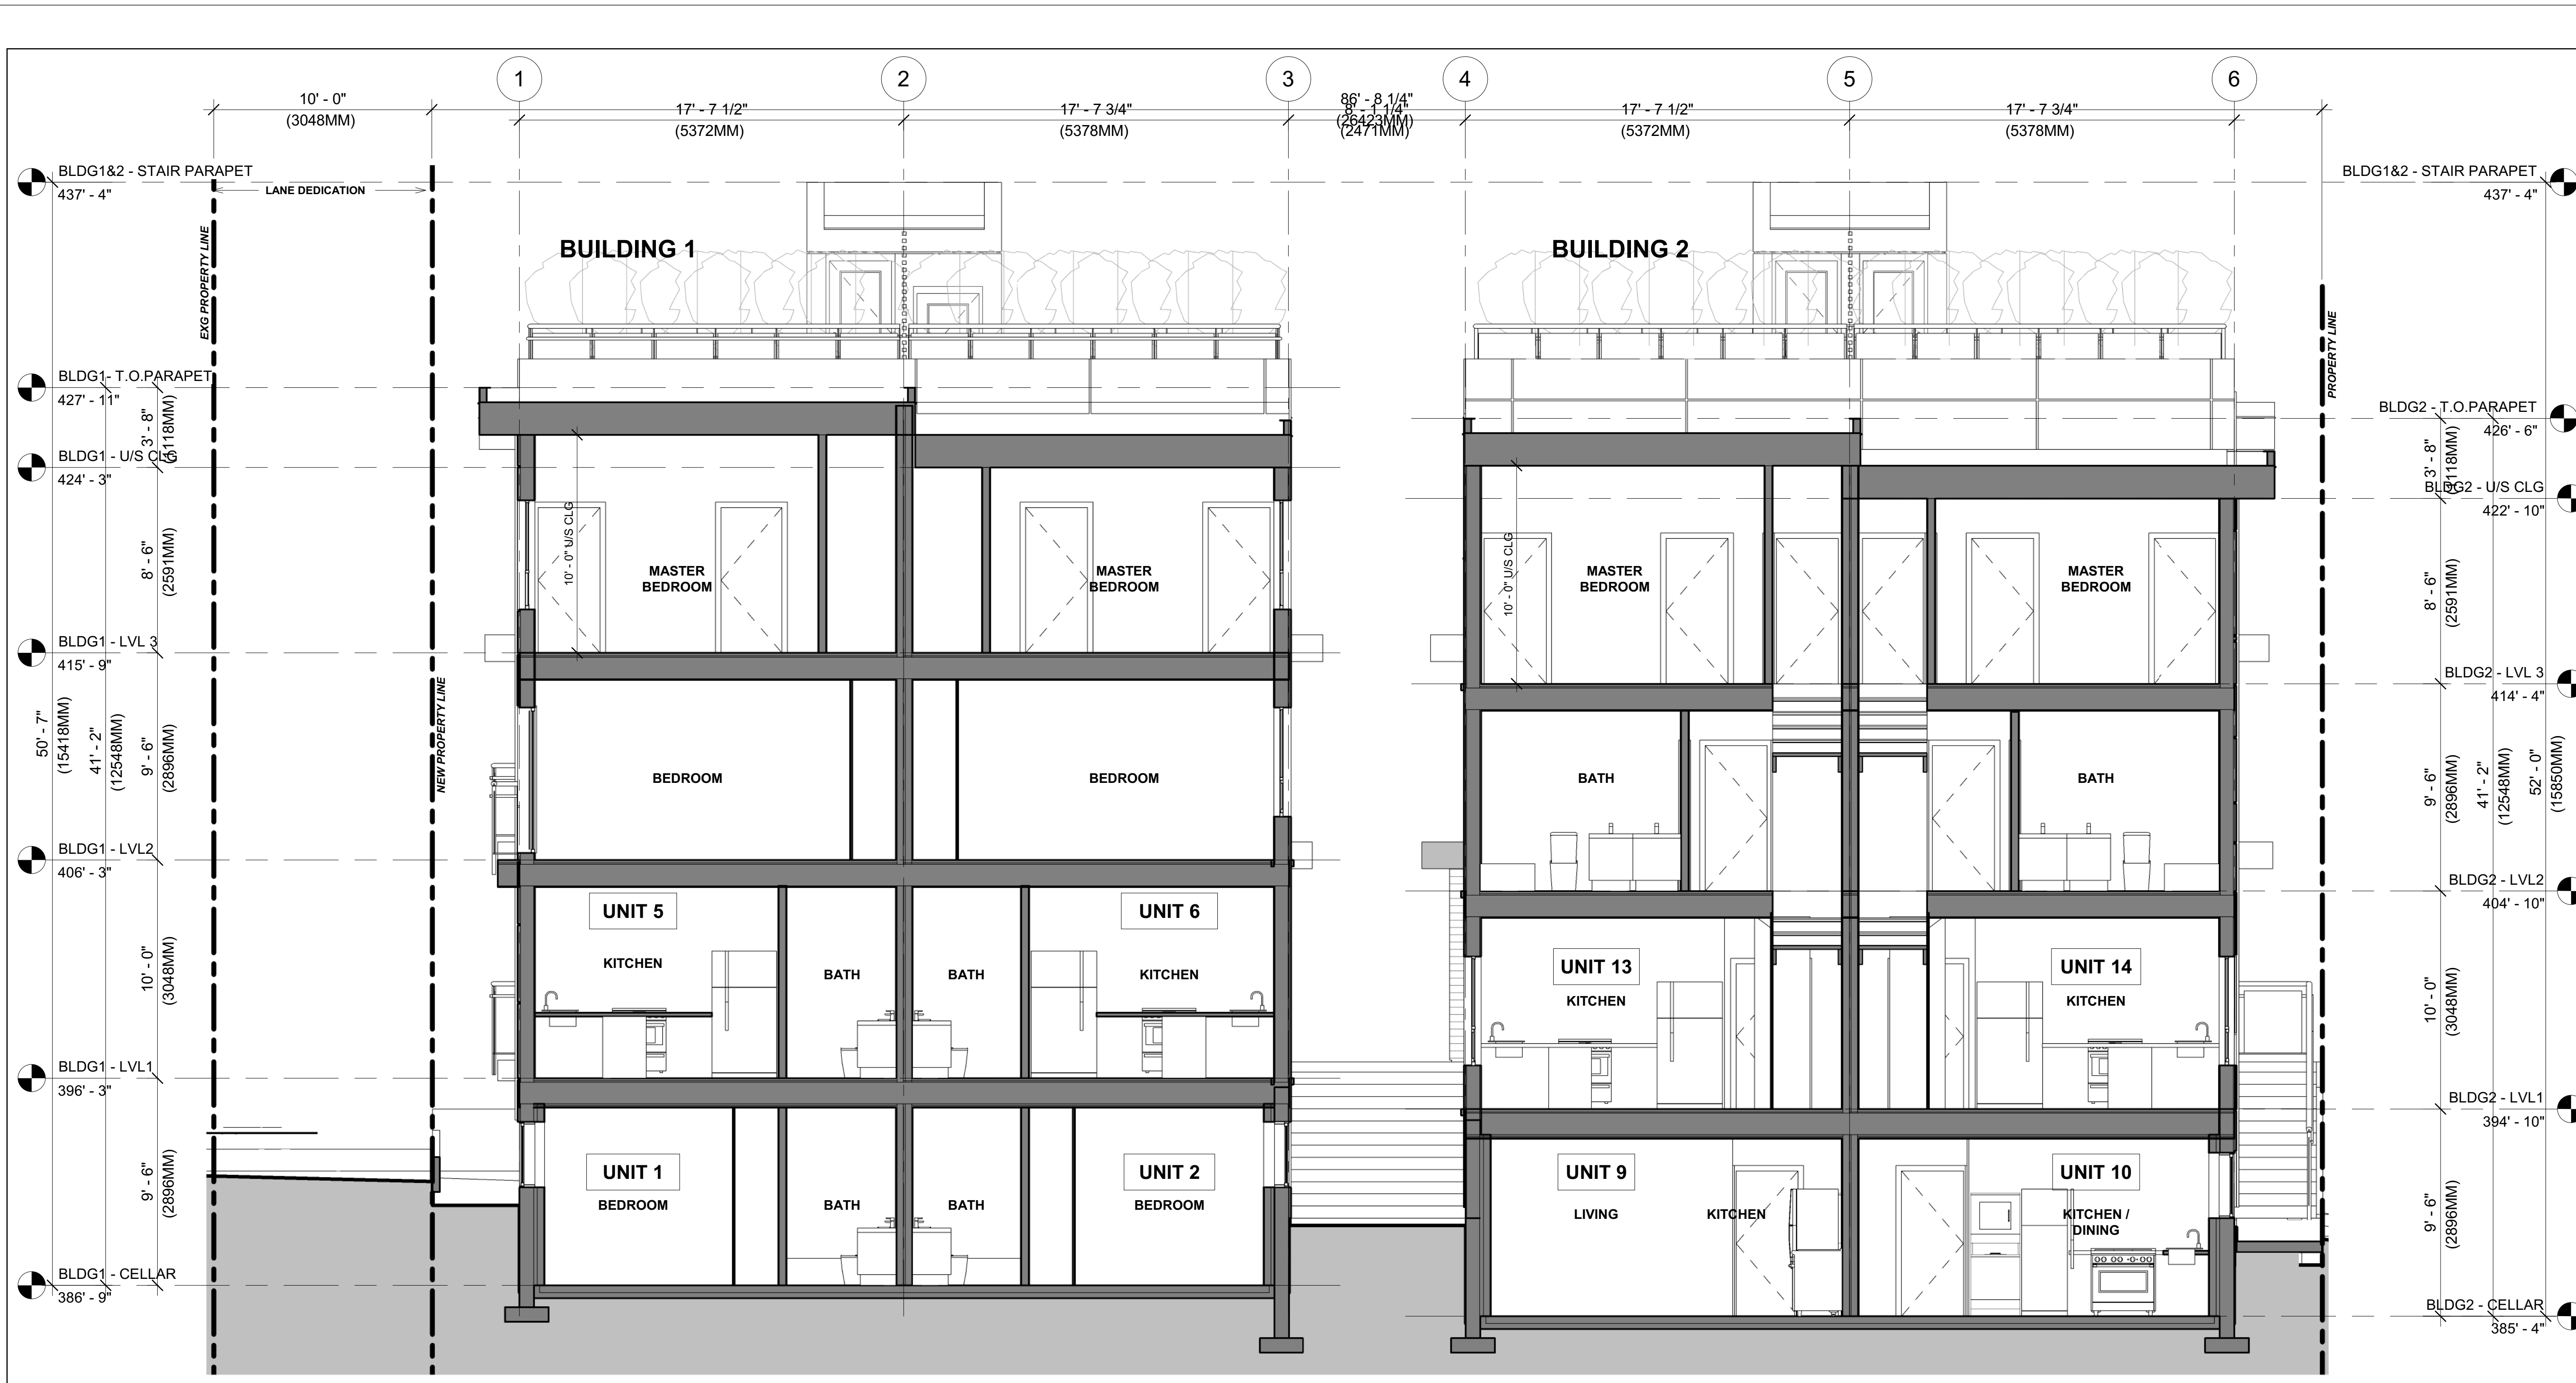 1
2
3
4
5
6
10' - 0"
(3048MM)
17' - 7 1/2"
(5372MM)
17' - 7 3/4"
(5378MM)
86' - 8 1/4"
(26423MM)
8' - 1 1/4"
(2471MM)
17' - 7 1/2"
(5372MM)
17' - 7 3/4"
(5378MM)
BLDG1&2 - STAIR PARAPET
437' - 4"
LANE DEDICATION
BLDG1&2 - STAIR PARAPET
437' - 4"
EXG PROPERTY LINE
NEW PROPERTY LINE
PROPERTY LINE
BUILDING 1
BUILDING 2
BLDG1- T.O.PARAPET
427' - 11"
3' - 8"
(1118MM)
BLDG1 - U/S CLG
424' - 3"
8' - 6"
(2591MM)
BLDG1 - LVL 3
415' - 9"
50' - 7"
(15418MM)
41' - 2"
(12548MM)
9' - 6"
(2896MM)
BLDG1 - LVL2
406' - 3"
10' - 0"
(3048MM)
BLDG1 - LVL1
396' - 3"
9' - 6"
(2896MM)
BLDG1 - CELLAR
386' - 9"
10' - 0" U/S CLG
MASTER
BEDROOM
MASTER
BEDROOM
BEDROOM
BEDROOM
UNIT 5
KITCHEN
BATH
BATH
UNIT 6
KITCHEN
UNIT 1
BEDROOM
BATH
BATH
UNIT 2
BEDROOM
10' - 0" U/S CLG
MASTER
BEDROOM
MASTER
BEDROOM
BATH
BATH
UNIT 13
KITCHEN
UNIT 14
KITCHEN
UNIT 9
LIVING
KITCHEN
UNIT 10
KITCHEN /
DINING
BLDG2 - T.O.PARAPET
426' - 6"
3' - 8"
(1118MM)
BLDG2 - U/S CLG
422' - 10"
8' - 6"
(2591MM)
BLDG2 - LVL 3
414' - 4"
9' - 6"
(2896MM)
41' - 2"
(12548MM)
52' - 0"
(15850MM)
BLDG2 - LVL2
404' - 10"
10' - 0"
(3048MM)
BLDG2 - LVL1
394' - 10"
9' - 6"
(2896MM)
BLDG2 - CELLAR
385' - 4"